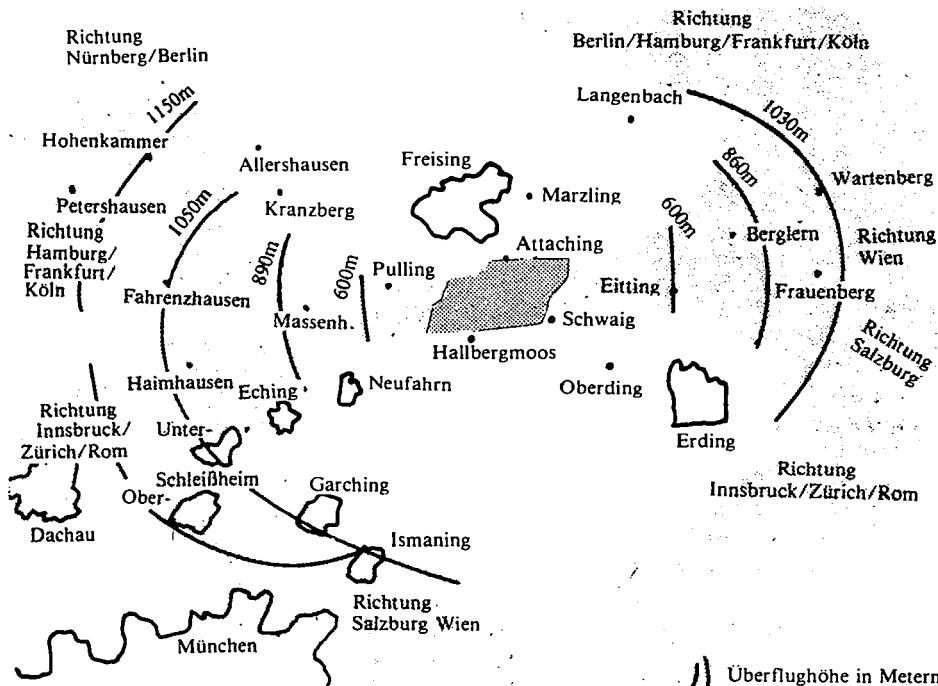 Richtung
Nürnberg/Berlin
Richtung
Berlin/Hamburg/Frankfurt/Köln
1150m
Langenbach
1030m
Hohenkammer
Allershausen
Freising
860m
Petershausen
1050m
Kranzberg
Marzling
Wartenberg
600m
Richtung
Hamburg/
Frankfurt/
Köln
890m
600m
Pulling
Attaching
Berglern
Richtung
Wien
Fahrenzhausen
Massenh.
Eitting
Frauenberg
Schwaig
Hallbergmoos
Richtung
Salzburg
Haimhausen
Eching
Neufahrn
Oberding
Richtung
Innsbruck/
Zürich/Rom
Unter-
Erding
Schleißheim
Ober-
Garching
Richtung
Innsbruck/Zürich/Rom
Dachau
Ismaning
Richtung
Salzburg Wien
München
Überflughöhe in Metern